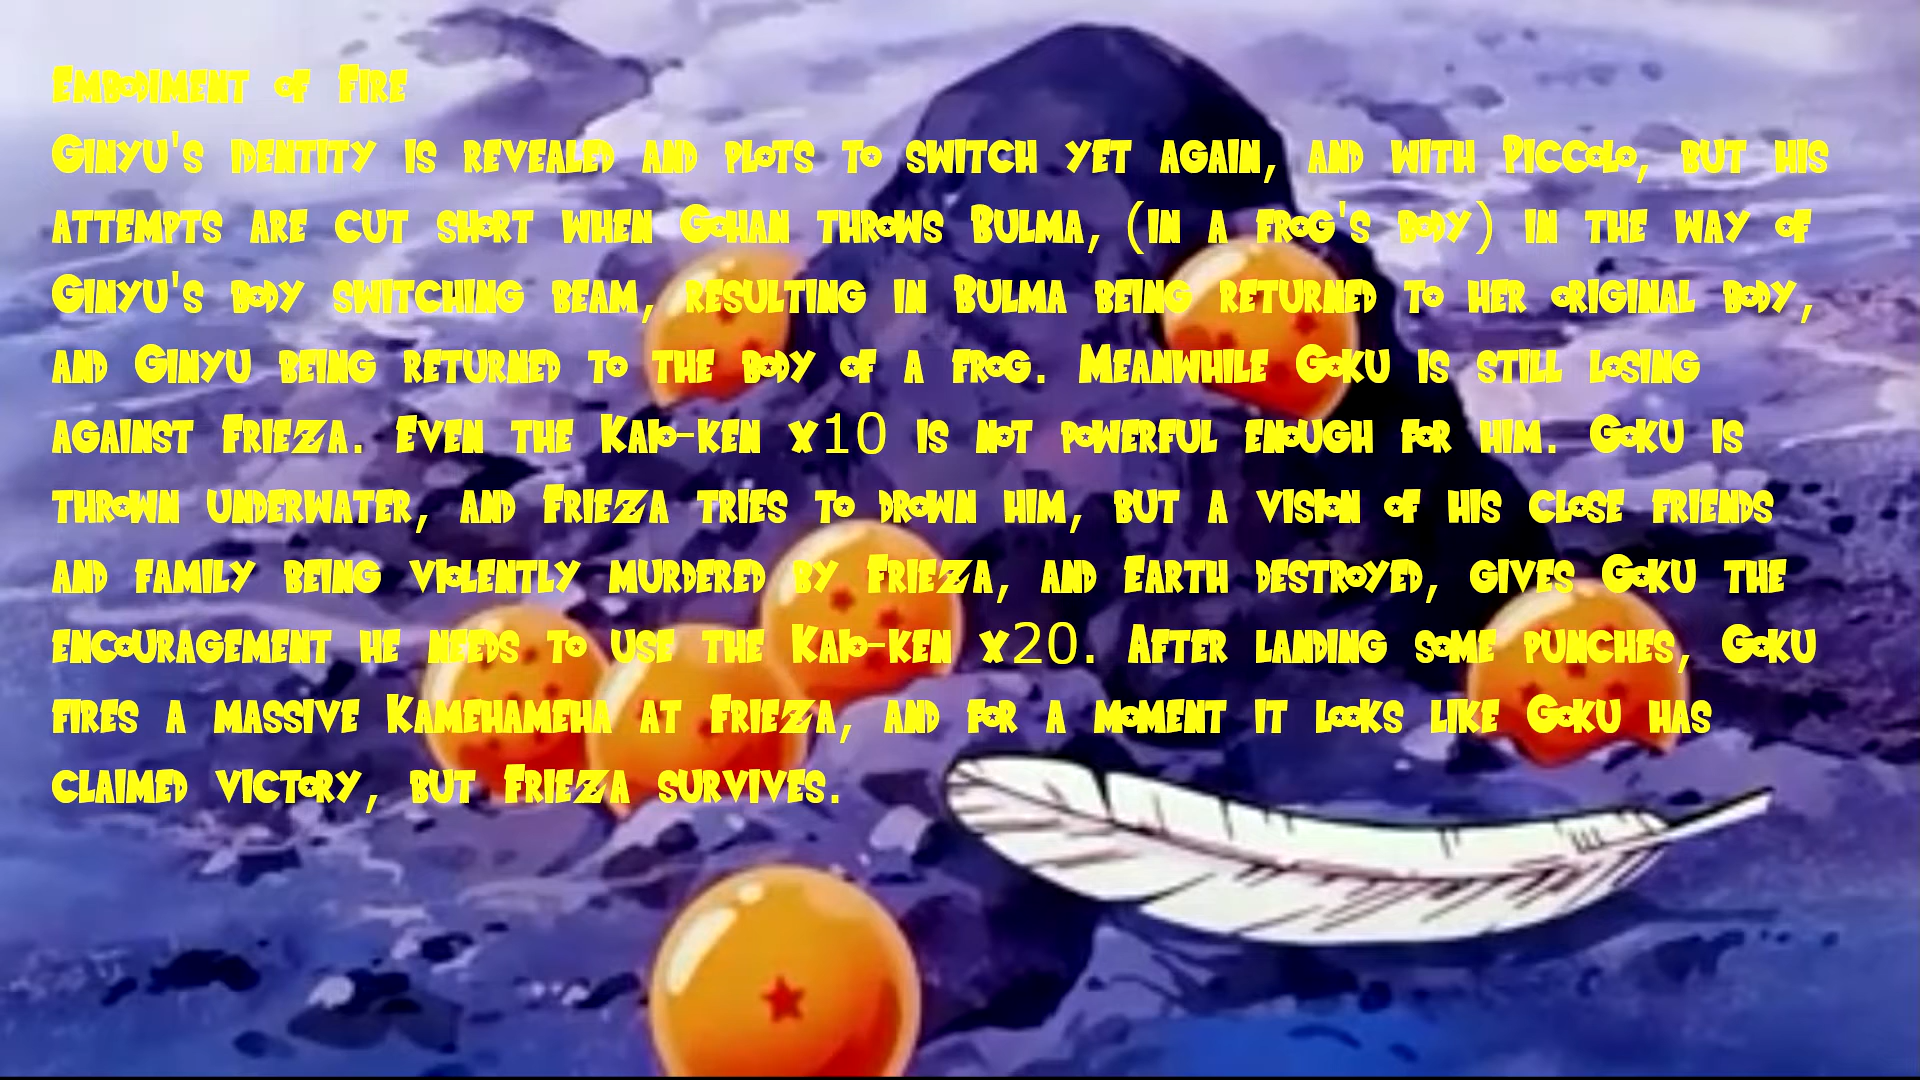 Embodiment of Fire
Ginyu's identity is revealed and plots to switch yet again, and with Piccolo, but his
attempts are cut short when Gohan throws Bulma, (in a frog's body) in the way of
Ginyu's body switching beam, resulting in Bulma being returned to her original body,
and Ginyu being returned to the body of a frog. Meanwhile Goku is still losing
against Frieza. Even the Kaio-ken x10 is not powerful enough for him. Goku is
thrown underwater, and Frieza tries to drown him, but a vision of his close friends
and family being violently murdered by Frieza, and Earth destroyed, gives Goku the
encouragement he needs to use the Kaio-ken x20. After landing some punches, Goku
fires a massive Kamehameha at Frieza, and for a moment it looks like Goku has
claimed victory, but Frieza survives.